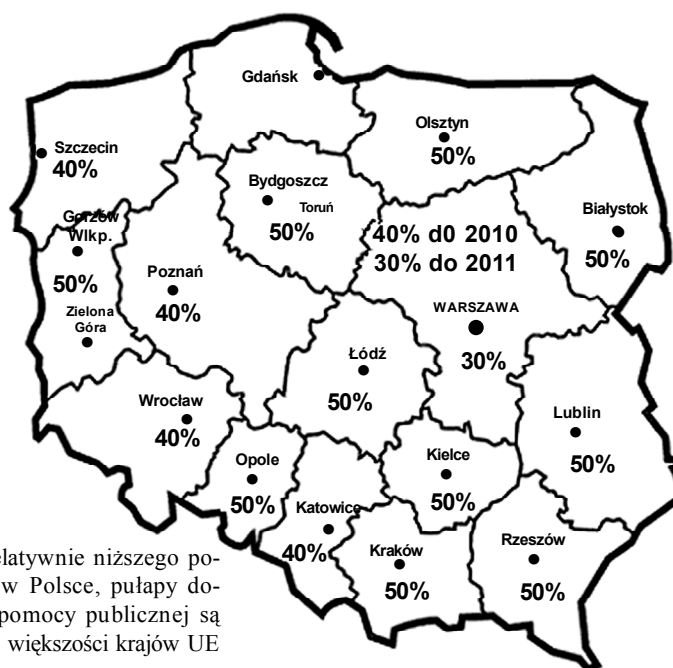 Gdańsk
Olsztyn
50%
Szczecin
40%
Bydgoszcz
Toruń
50%
Białystok
50%
Gorzów
Wlkp.
50%
40% d0 2010
30% do 2011
Poznań
40%
Zielona
Góra
WARSZAWA
30%
Łódź
50%
Wrocław
40%
Lublin
50%
Opole
50%
Kielce
50%
Katowice
40%
Kraków
50%
Rzeszów
50%
elatywnie niższego po-
w Polsce, pułapy do-
pomocy publicznej są
większości krajów UE